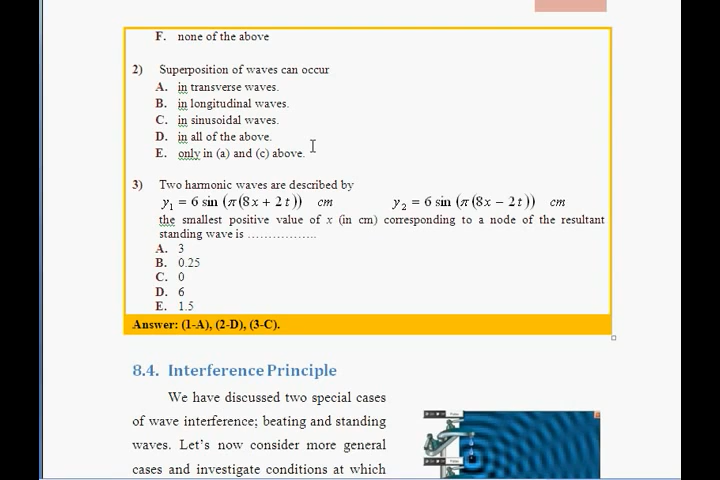 F. none of the above
2) Superposition of waves can occur
A. in transverse waves.
B. in longitudinal waves.
C. in sinusoidal waves.
D. in all of the above.
E. only in (a) and (c) above.
3) Two harmonic waves are described by
y₁ = 6 sin (π(8x + 2t)) cm y₂ = 6 sin (π(8x − 2t)) cm
the smallest positive value of x (in cm) corresponding to a node of the resultant
standing wave is ……………..
A. 3
B. 0.25
C. 0
D. 6
E. 1.5
Answer: (1-A), (2-D), (3-C).
8.4. Interference Principle
We have discussed two special cases
of wave interference; beating and standing
waves. Let's now consider more general
cases and investigate conditions at which